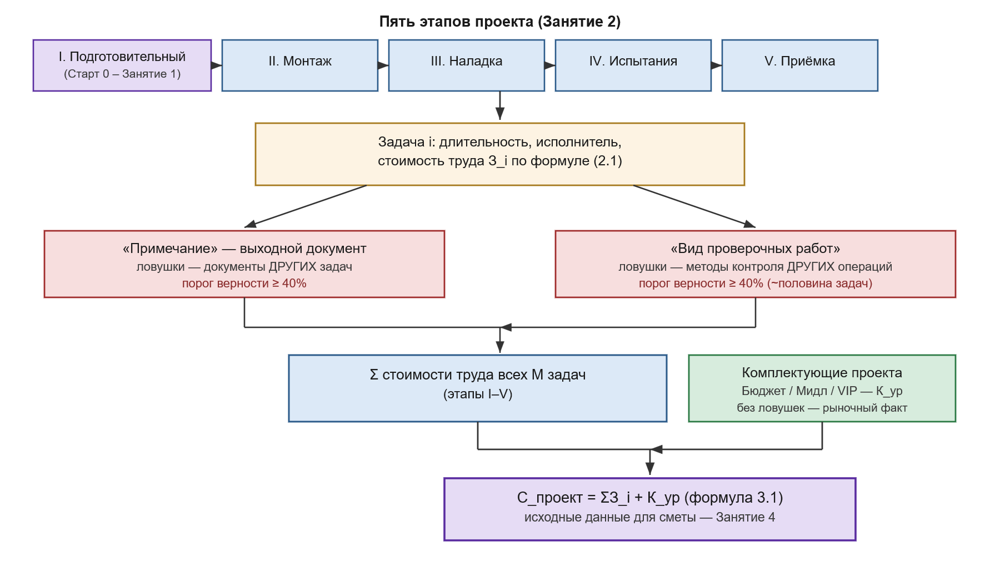 Пять этапов проекта (Занятие 2)
I. Подготовительный
(Старт 0 – Занятие 1)
II. Монтаж
III. Наладка
IV. Испытания
V. Приёмка
Задача i: длительность, исполнитель,
стоимость труда З_i по формуле (2.1)
«Примечание» — выходной документ
ловушки — документы ДРУГИХ задач
порог верности ≥ 40%
«Вид проверочных работ»
ловушки — методы контроля ДРУГИХ операций
порог верности ≥ 40% (~половина задач)
Σ стоимости труда всех М задач
(этапы I–V)
Комплектующие проекта
Бюджет / Мидл / VIP — К_ур
без ловушек — рыночный факт
С_проект = ΣЗ_i + К_ур (формула 3.1)
исходные данные для сметы — Занятие 4